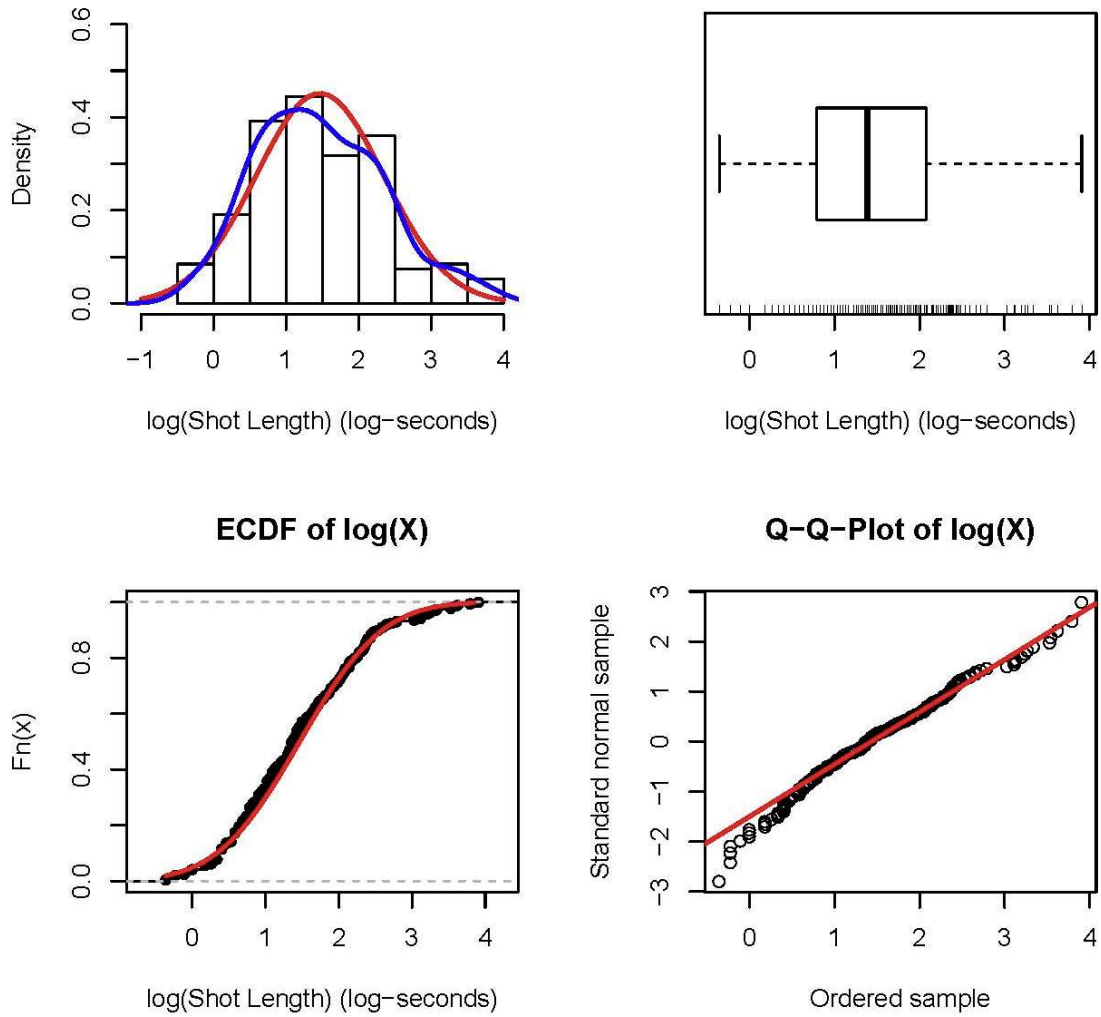 0.6
0.4
0.2
0.0
Density
−1 0 1 2 3 4
log(Shot Length) (log−seconds)
0 1 2 3 4
log(Shot Length) (log−seconds)
ECDF of log(X)
0.8
0.4
0.0
Fn(x)
0 1 2 3 4
log(Shot Length) (log−seconds)
Q−Q−Plot of log(X)
3
2
1
0
−1
−2
−3
Standard normal sample
0 1 2 3 4
Ordered sample